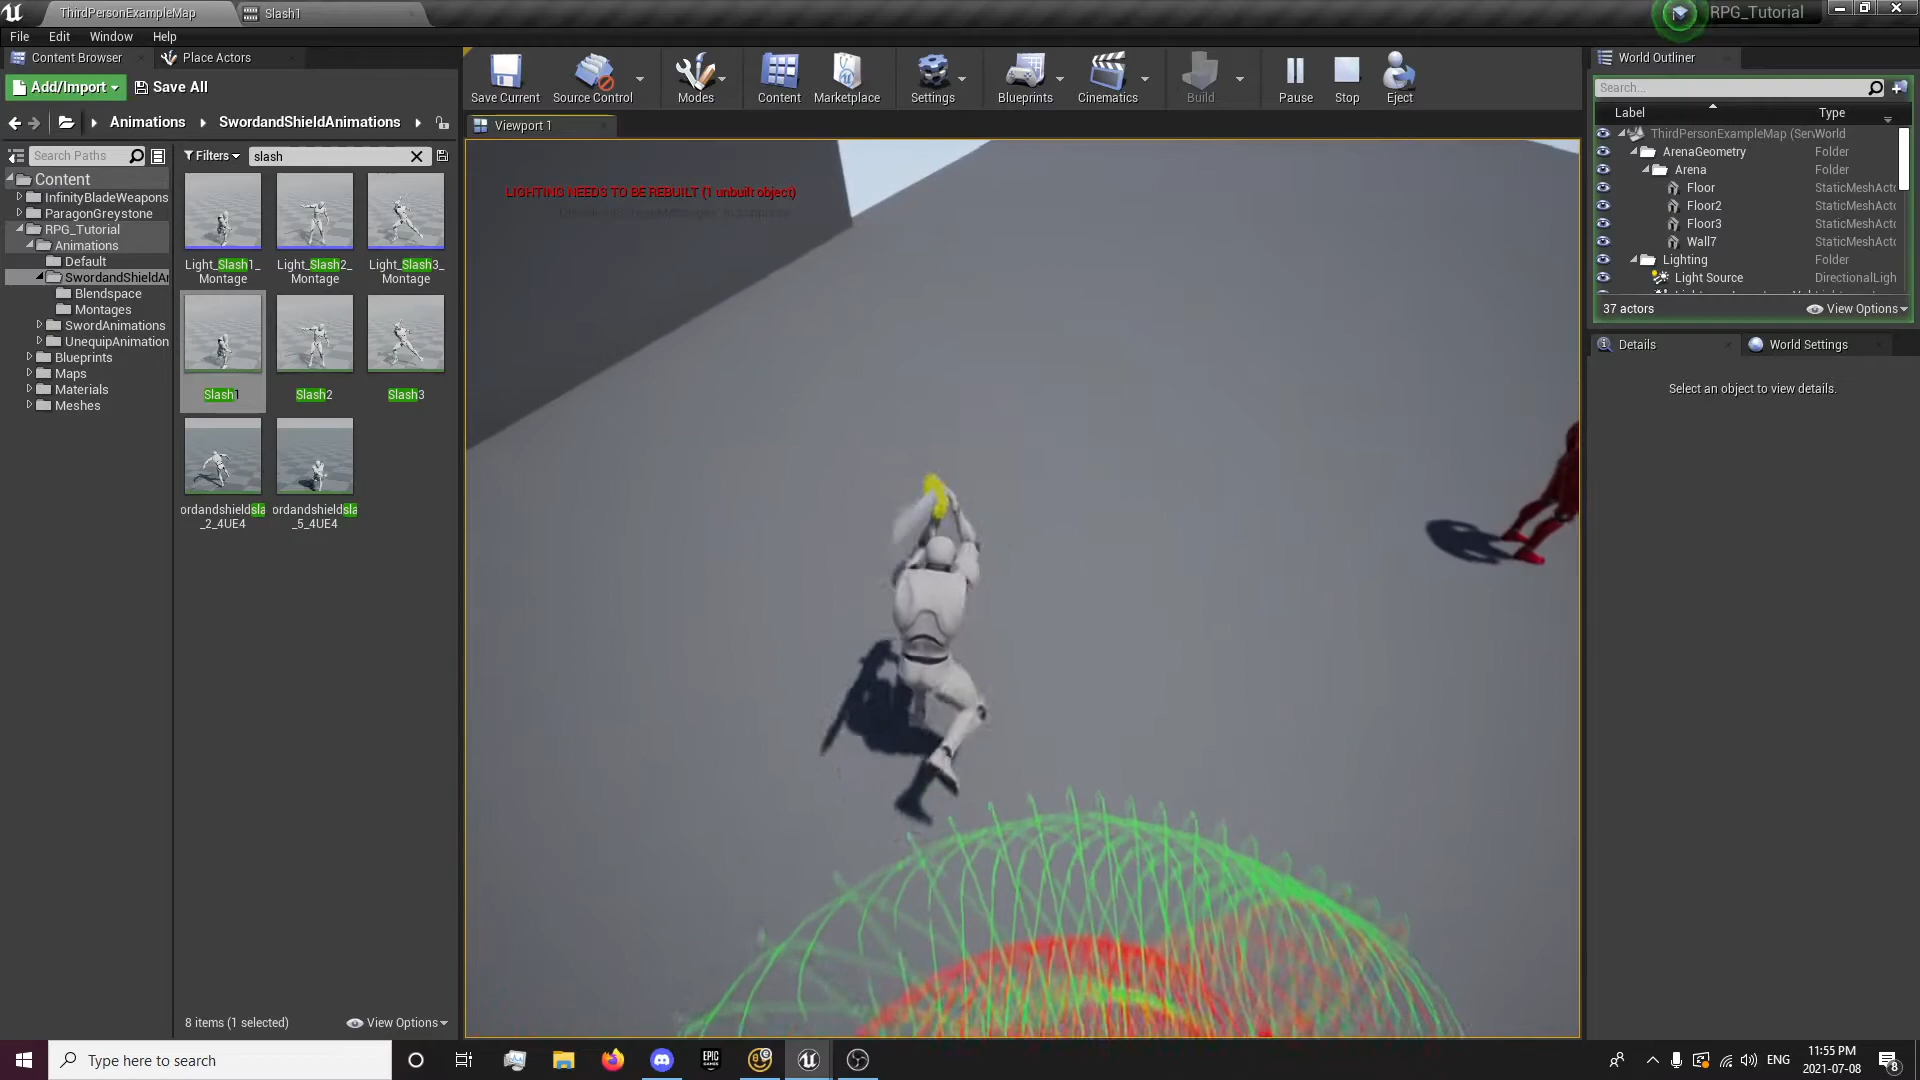 ThirdPersonExampleMap
Slash1
RPG_Tutorial
File Edit Window Help
Content Browser
Place Actors
Add/Import
Save All
Animations
SwordandShieldAnimations
Search Paths
Filters
slash
Content
InfinityBladeWeapons
ParagonGreystone
RPG_Tutorial
Animations
Default
SwordandShieldAr
Blendspace
Montages
SwordAnimations
UnequipAnimation
Blueprints
Maps
Materials
Meshes
Light_Slash1_
Montage
Light_Slash2_
Montage
Light_Slash3_
Montage
Slash1
Slash2
Slash3
ordandshieldsla
_2_4UE4
ordandshieldsla
_5_4UE4
8 items (1 selected)
View Options
Save Current
Source Control
Modes
Content
Marketplace
Settings
Blueprints
Cinematics
Build
Pause
Stop
Eject
Viewport 1
LIGHTING NEEDS TO BE REBUILT (1 unbuilt object)
World Outliner
Search...
Label
Type
ThirdPersonExampleMap (Ser World
ArenaGeometry Folder
Arena Folder
Floor StaticMeshActo
Floor2 StaticMeshActo
Floor3 StaticMeshActo
Wall7 StaticMeshActo
Lighting Folder
Light Source DirectionalLigh
37 actors
View Options
Details
World Settings
Select an object to view details.
Type here to search
EPIC
ENG
11:55 PM
2021-07-08
8